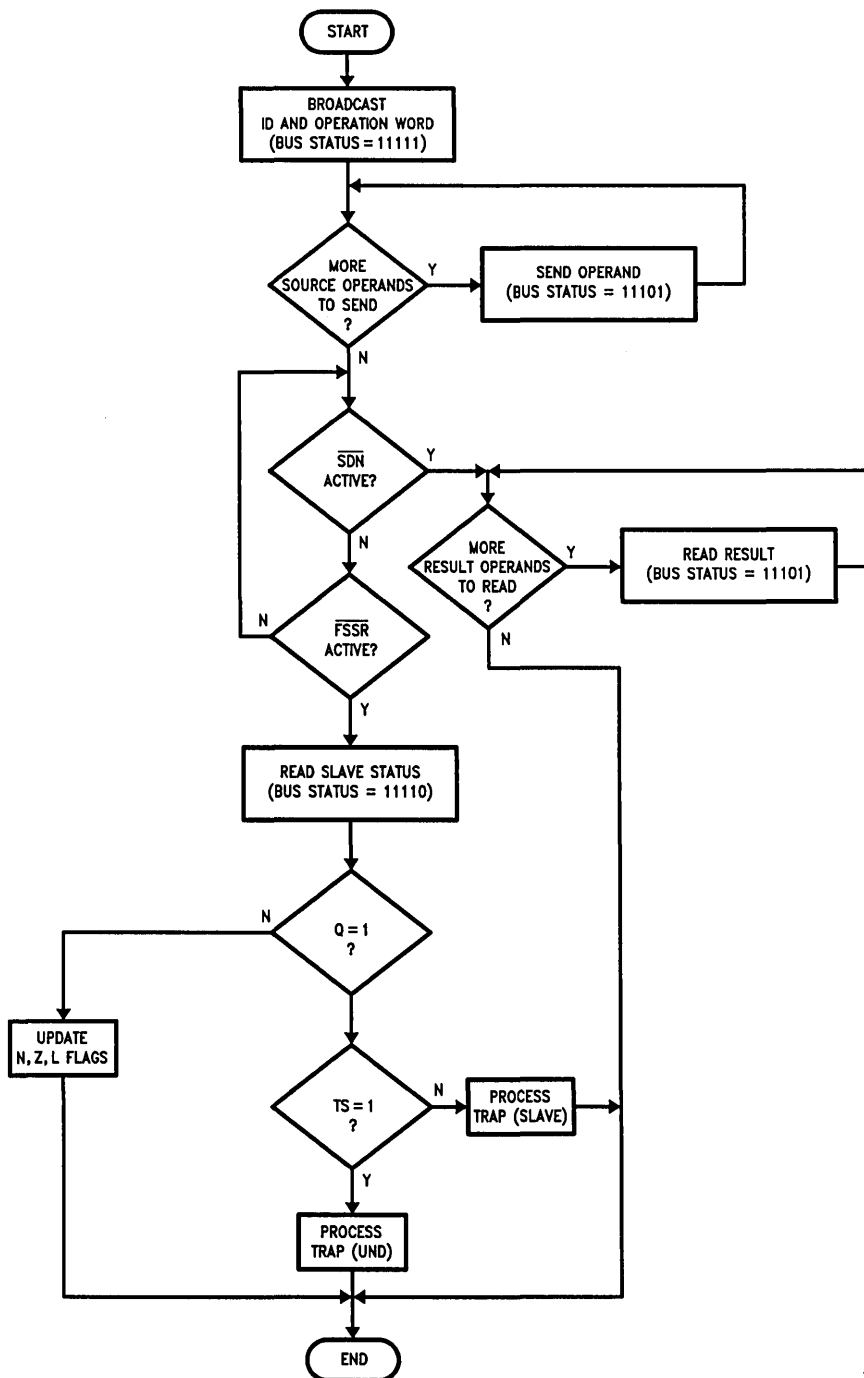 START
BROADCAST
ID AND OPERATION WORD
(BUS STATUS = 11111)
MORE
SOURCE OPERANDS
TO SEND
?
Y
SEND OPERAND
(BUS STATUS = 11101)
N
SDN
ACTIVE?
Y
N
MORE
RESULT OPERANDS
TO READ
?
Y
READ RESULT
(BUS STATUS = 11101)
N
FSSR
ACTIVE?
N
Y
READ SLAVE STATUS
(BUS STATUS = 11110)
N
Q = 1
?
UPDATE
N, Z, L FLAGS
TS = 1
?
N
PROCESS
TRAP (SLAVE)
Y
PROCESS
TRAP (UND)
END